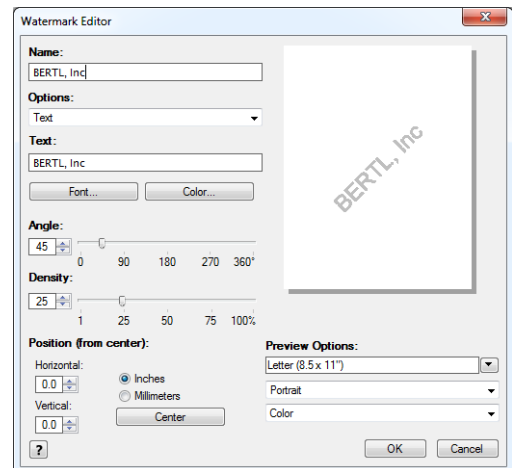 Watermark Editor
Name:
BERTL, Inc
Options:
Text
Text:
BERTL, Inc
Font...
Color...
Angle:
45
0 90 180 270 360°
Density:
25
1 25 50 75 100%
Position (from center):
Horizontal:
0.0
Inches
Millimeters
Vertical:
0.0
Center
?
BERTL, Inc
Preview Options:
Letter (8.5 x 11")
Portrait
Color
OK
Cancel